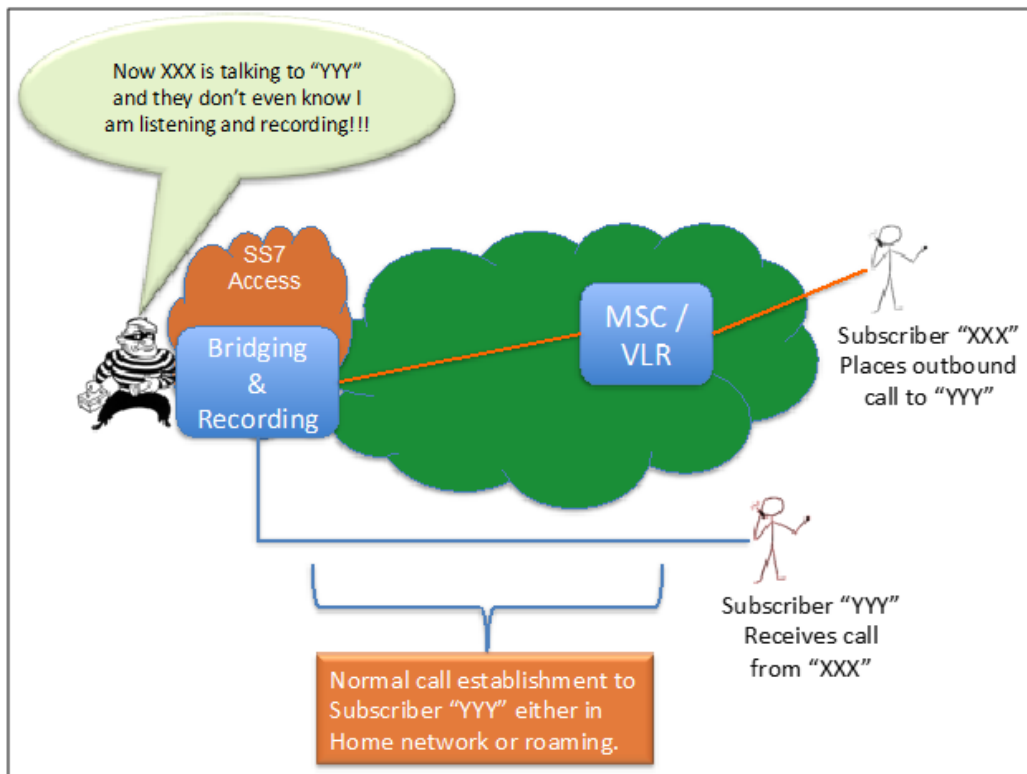 Now XXX is talking to “YYY”
and they don’t even know I
am listening and recording!!!
SS7
Access
Bridging
&
Recording
MSC /
VLR
Subscriber “XXX”
Places outbound
call to “YYY”
Subscriber “YYY”
Receives call
from “XXX”
Normal call establishment to
Subscriber “YYY” either in
Home network or roaming.